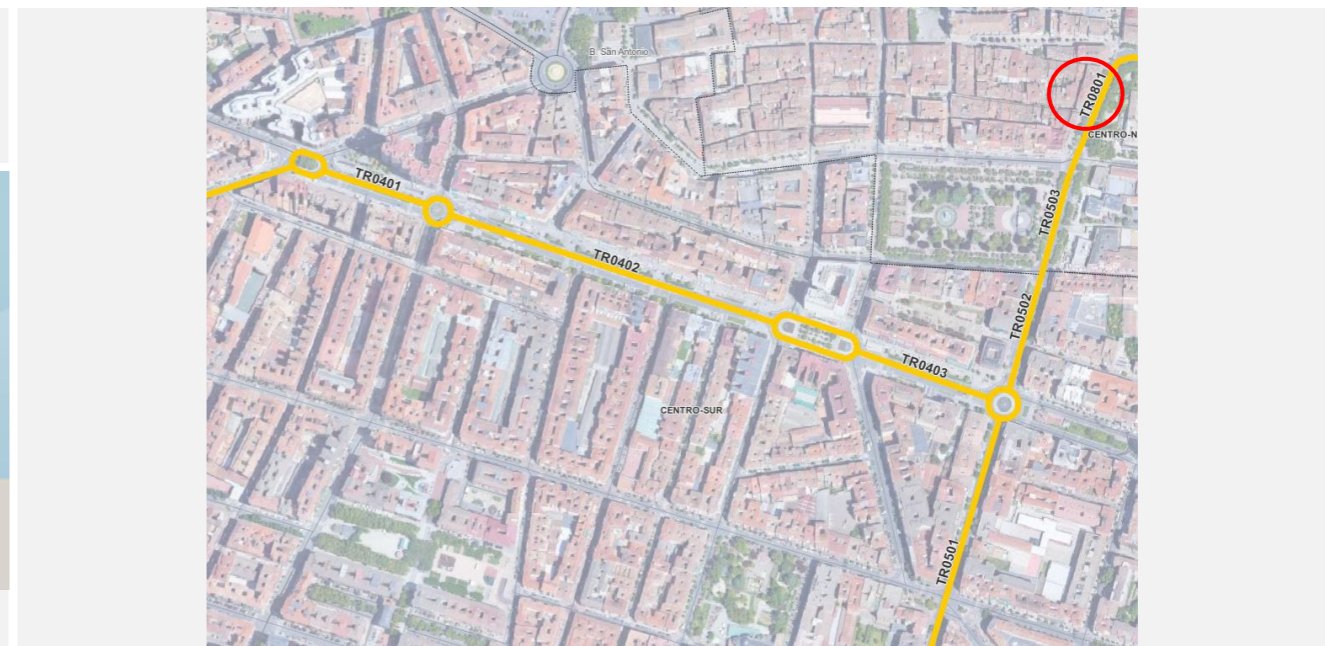 B. San Antonio
TR0801
CENTRO-N
TR0401
TR0503
TR0402
TR0502
TR0403
CENTRO-SUR
TR0501